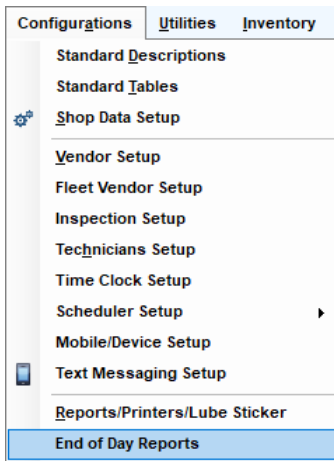 Configurations Utilities Inventory
Standard Descriptions
Standard Tables
Shop Data Setup
Vendor Setup
Fleet Vendor Setup
Inspection Setup
Technicians Setup
Time Clock Setup
Scheduler Setup
Mobile/Device Setup
Text Messaging Setup
Reports/Printers/Lube Sticker
End of Day Reports